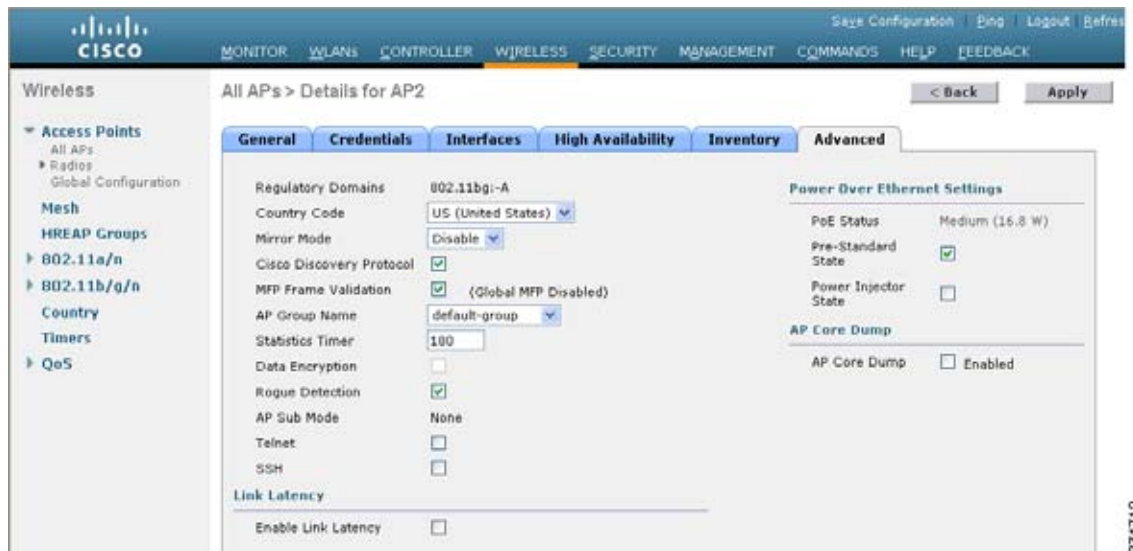 Save Configuration Ping Logout Refres
CISCO
MONITOR WLANs CONTROLLER WIRELESS SECURITY MANAGEMENT COMMANDS HELP FEEDBACK
Wireless
Access Points
All APs
Radios
Global Configuration
Mesh
HREAP Groups
802.11a/n
802.11b/g/n
Country
Timers
QoS
All APs > Details for AP2
< Back
Apply
General Credentials Interfaces High Availability Inventory Advanced
Regulatory Domains 802.11bg:-A
Country Code US (United States)
Mirror Mode Disable
Cisco Discovery Protocol
MFP Frame Validation (Global MFP Disabled)
AP Group Name default-group
Statistics Timer 180
Data Encryption
Rogue Detection
AP Sub Mode None
Telnet
SSH
Link Latency
Enable Link Latency
Power Over Ethernet Settings
PoE Status Medium (16.8 W)
Pre-Standard
State
Power Injector
State
AP Core Dump
AP Core Dump Enabled